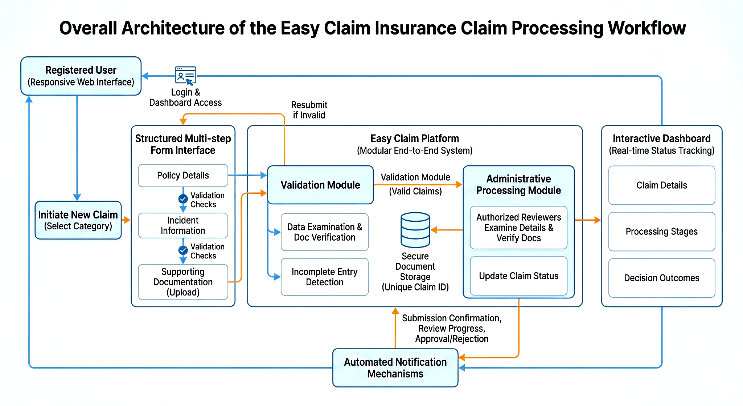 Overall Architecture of the Easy Claim Insurance Claim Processing Workflow
Registered User
(Responsive Web Interface)
Login &
Dashboard Access
Resubmit
if Invalid
Structured Multi-step
Form Interface
Policy Details
Validation
Checks
Incident
Information
Validation
Checks
Supporting
Documentation
(Upload)
Initiate New Claim
(Select Category)
Easy Claim Platform
(Modular End-to-End System)
Validation Module
Data Examination &
Doc Verification
Incomplete Entry
Detection
Validation Module
(Valid Claims)
Secure
Document
Storage
(Unique Claim ID)
Administrative
Processing Module
Authorized Reviewers
Examine Details &
Verify Docs
Update Claim Status
Interactive Dashboard
(Real-time Status Tracking)
Claim Details
Processing Stages
Decision Outcomes
Submission Confirmation,
Review Progress,
Approval/Rejection
Automated Notification
Mechanisms